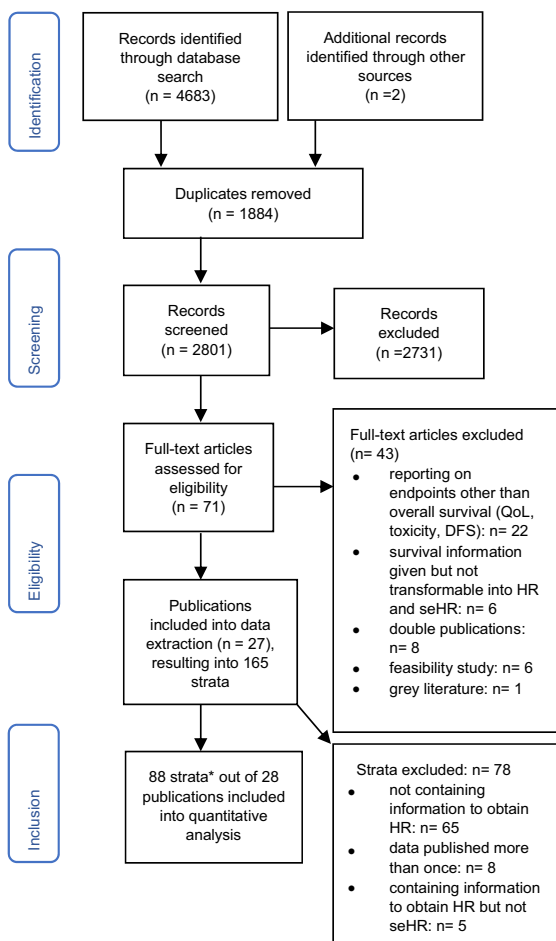 Identification
Records identified
through database
search
(n = 4683)
Additional records
identified through other
sources
(n =2)
Duplicates removed
(n = 1884)
Screening
Records
screened
(n = 2801)
Records
excluded
(n =2731)
Eligibility
Full-text articles
assessed for
eligibility
(n = 71)
Full-text articles excluded
(n= 43)
• reporting on
endpoints other than
overall survival (QoL,
toxicity, DFS): n= 22
• survival information
given but not
transformable into HR
and seHR: n= 6
• double publications:
n= 8
• feasibility study: n= 6
• grey literature: n= 1
Publications
included into data
extraction (n = 27),
resulting into 165
strata
Inclusion
88 strata* out of 28
publications included
into quantitative
analysis
Strata excluded: n= 78
• not containing
information to obtain
HR: n= 65
• data published more
than once: n= 8
• containing information
to obtain HR but not
seHR: n= 5